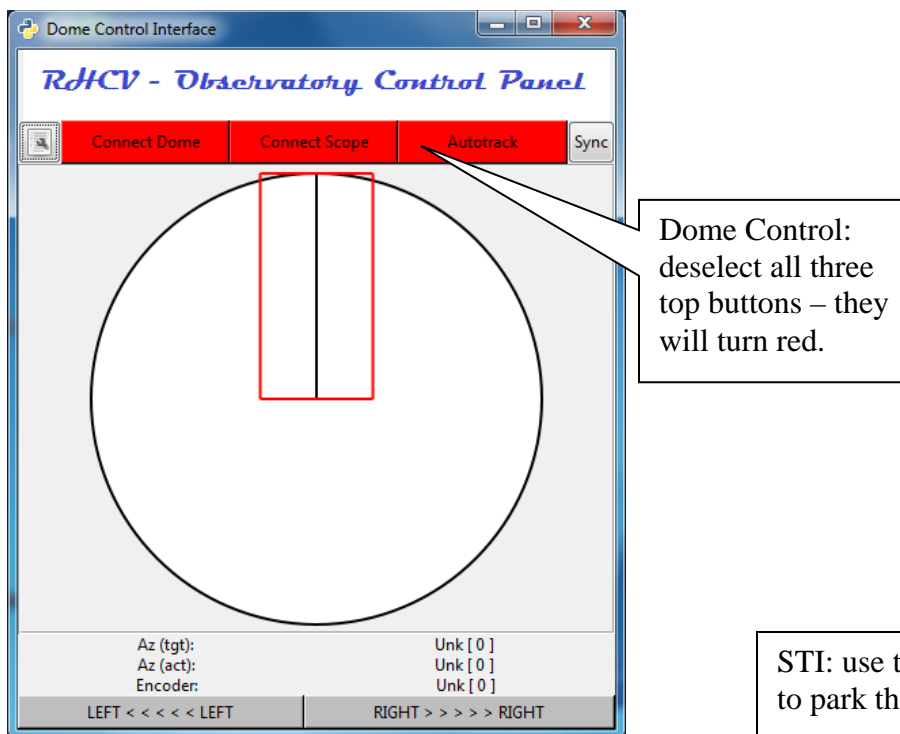 Dome Control Interface
RHCV - Observatory Control Panel
Connect Dome Connect Scope Autotrack Sync
Dome Control:
deselect all three
top buttons – they
will turn red.
Az (tgt): Unk [ 0 ]
Az (act): Unk [ 0 ]
Encoder: Unk [ 0 ]
LEFT < < < < < LEFT RIGHT > > > > > RIGHT
STI: use t
to park th